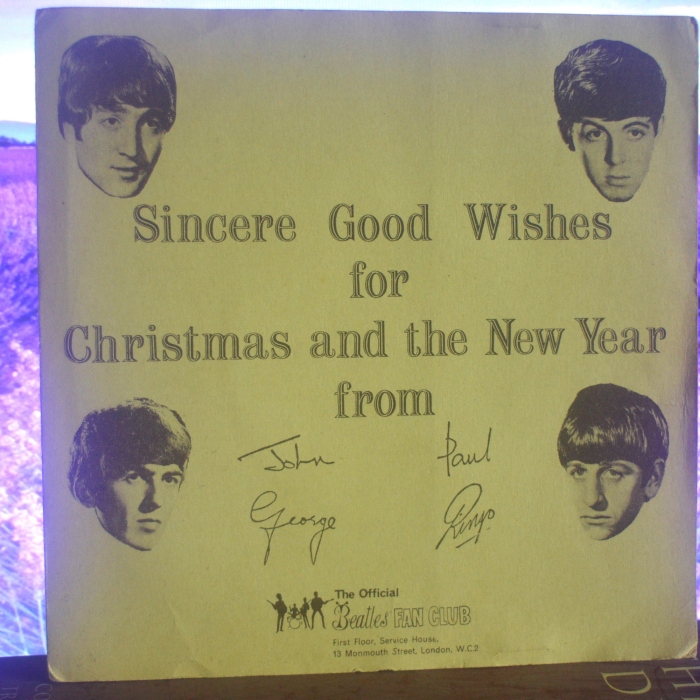 Sincere Good Wishes
for
Christmas and the New Year
from
John Paul
George Ringo
The Official
Beatles FAN CLUB
First Floor, Service House,
13 Monmouth Street, London, W.C.2